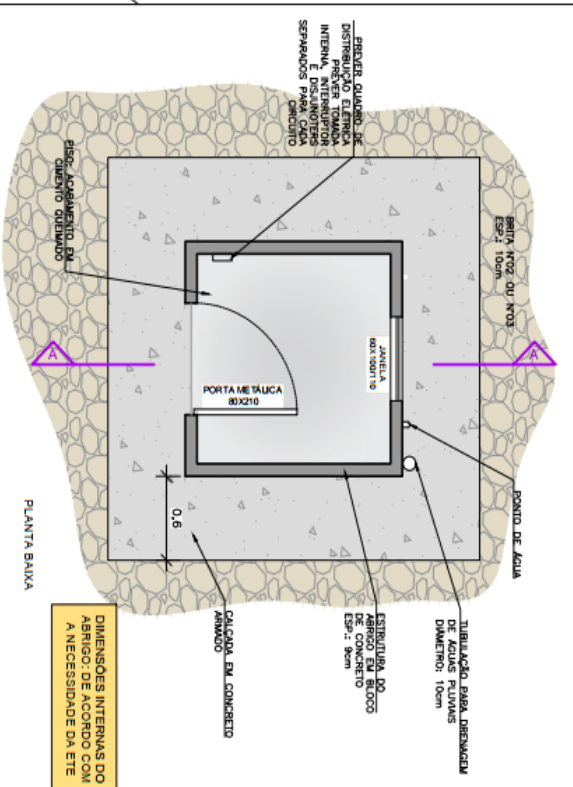 PREVER QUADRO DE
DISTRIBUIÇÃO ELÉTRICA
PREVER TOMADA
INTERNA, INTERRUPTOR
E DISJUNOTERS
SEPARADOS PARA CADA
CIRCUITO
PISO: ACABAMENTO EM
CIMENTO QUEIMADO
BRITA Nº02 OU Nº03
ESP.: 10cm
A
A
JANELA
60X100/110
PORTA METÁLICA
80X210
0,6
PONTO DE ÁGUA
TUBULAÇÃO PARA DRENAGEM
DE ÁGUAS PLUVIAIS
DIÂMETRO: 10cm
ESTRUTURA DO
ABRIGO EM BLOCO
DE CONCRETO
ESP.: 9cm
CALÇADA EM CONCRETO
ARMADO
PLANTA BAIXA
DIMENSÕES INTERNAS DO
ABRIGO: DE ACORDO COM
A NECESSIDADE DA ETE